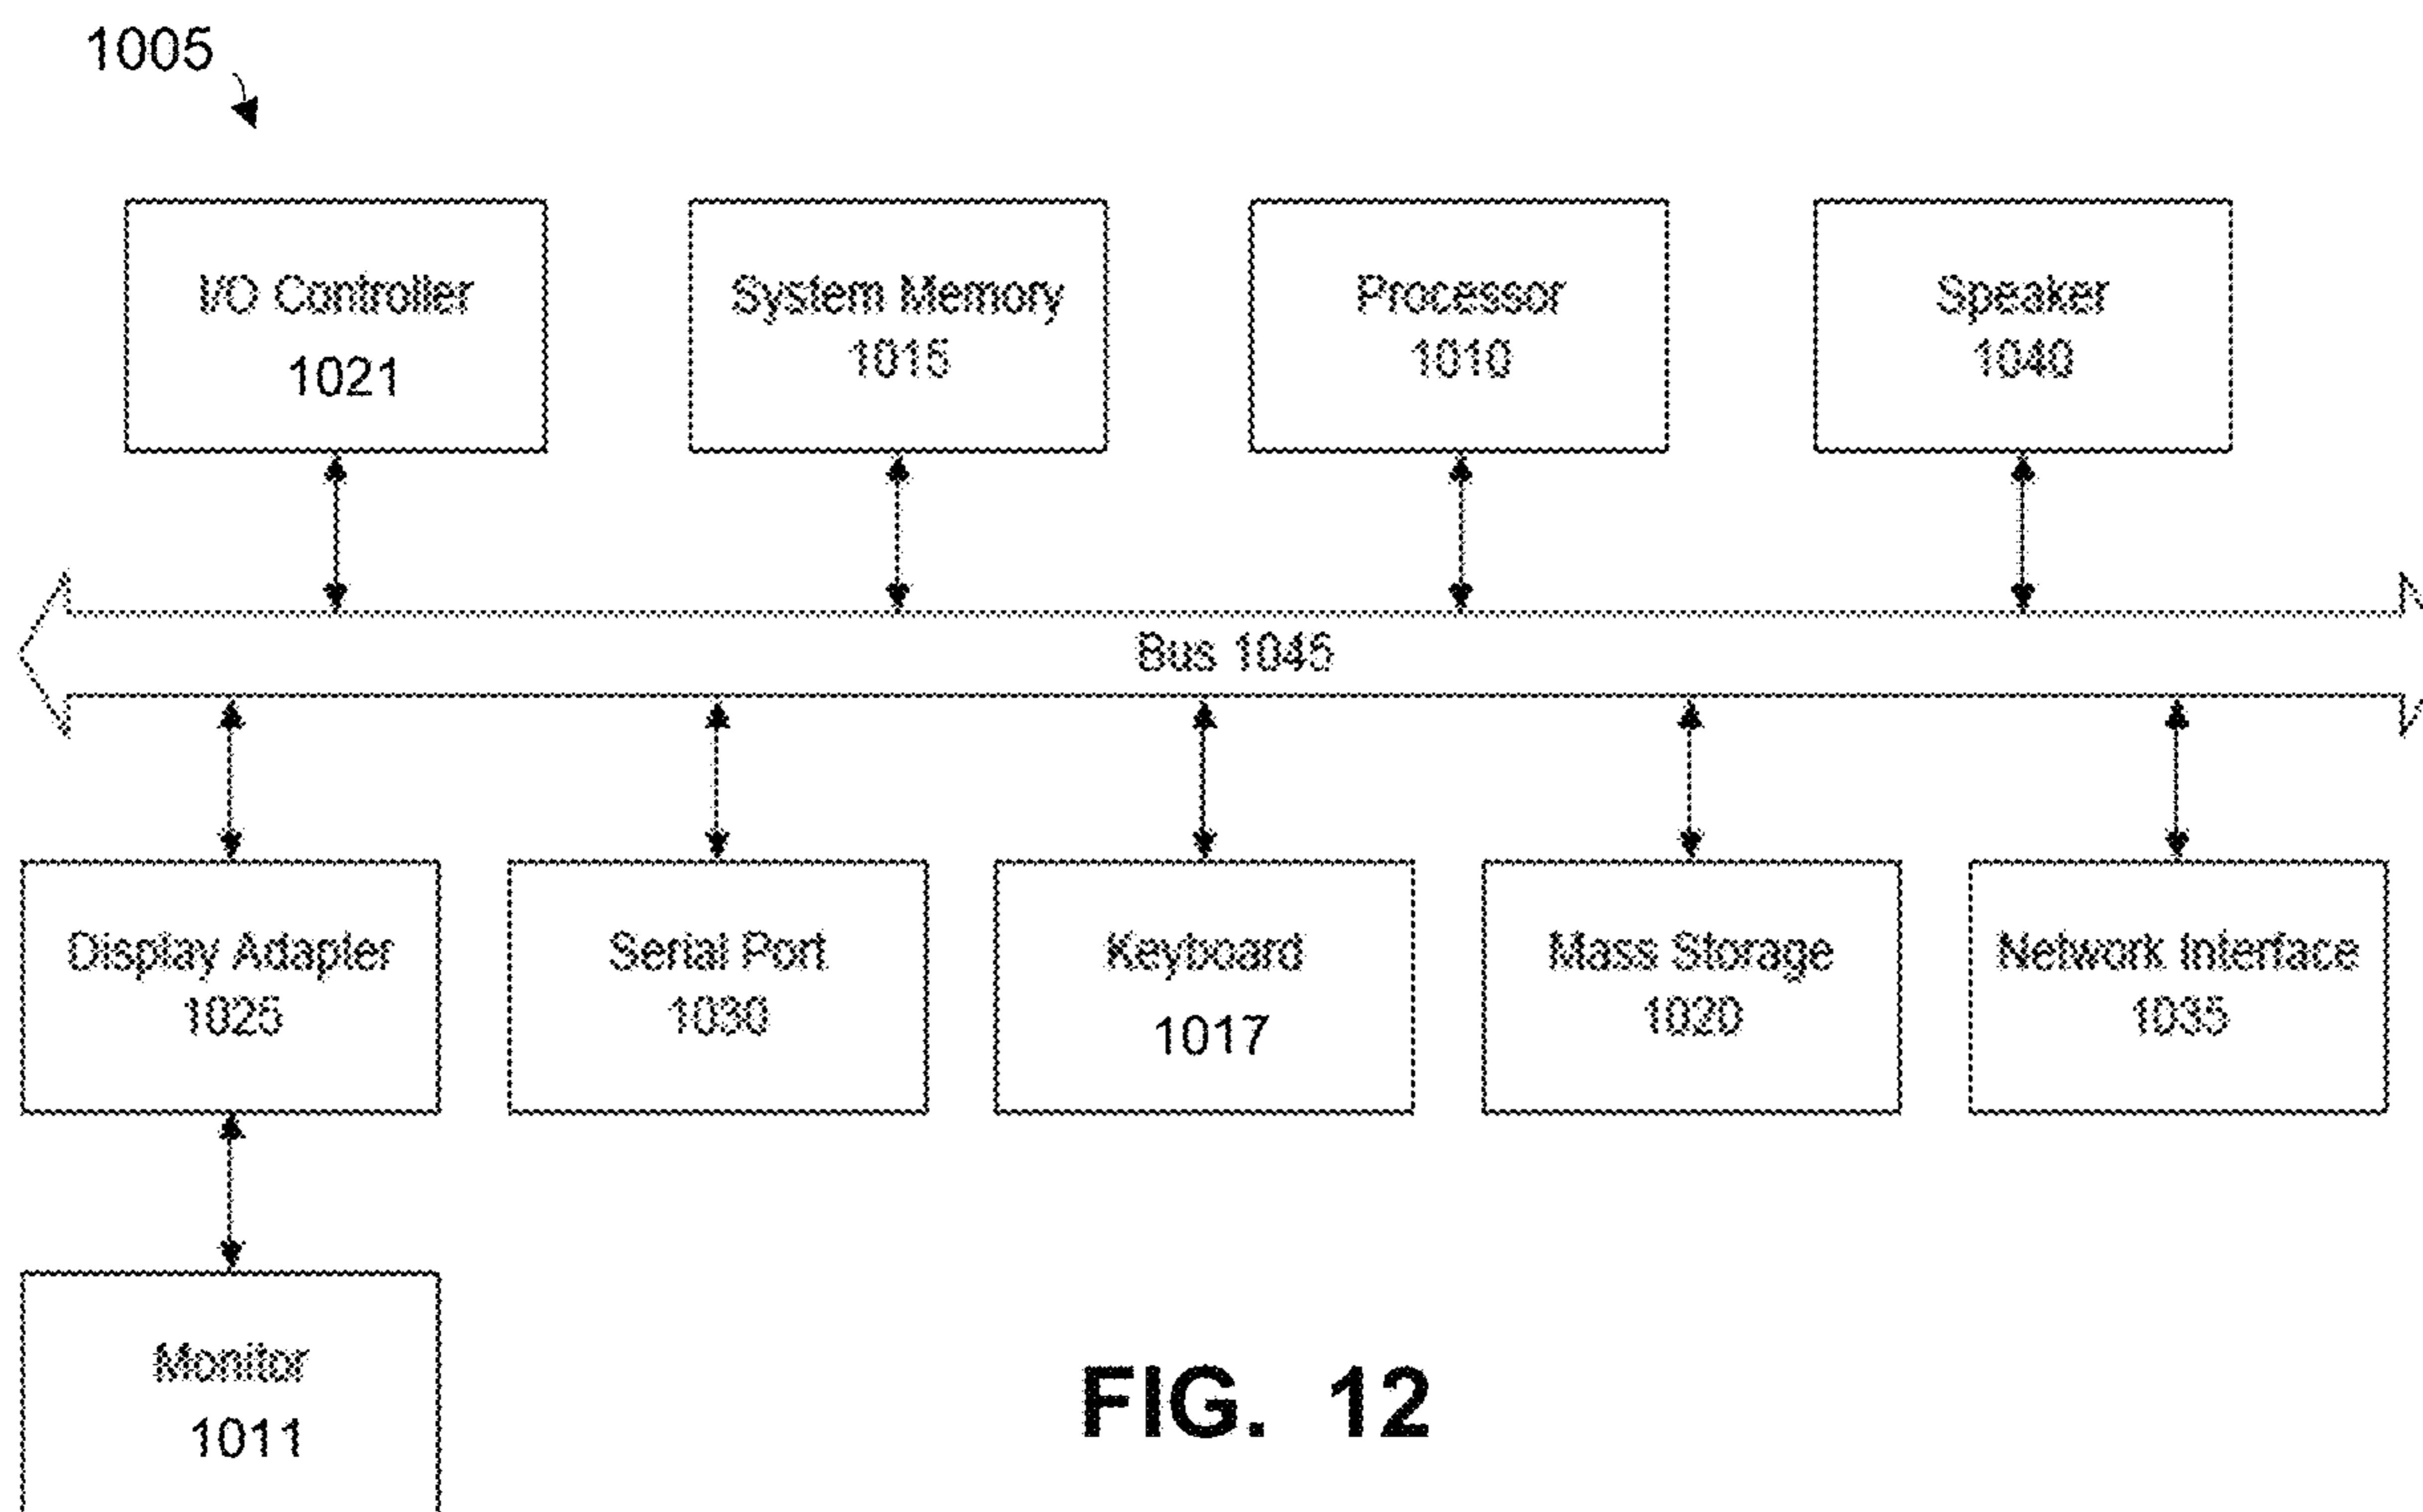 1005
I/O Controller
1021
System Memory
1015
Processor
1010
Speaker
1040
Bus 1045
Display Adapter
1025
Serial Port
1030
Keyboard
1017
Mass Storage
1020
Network Interface
1035
Monitor
1011
FIG. 12